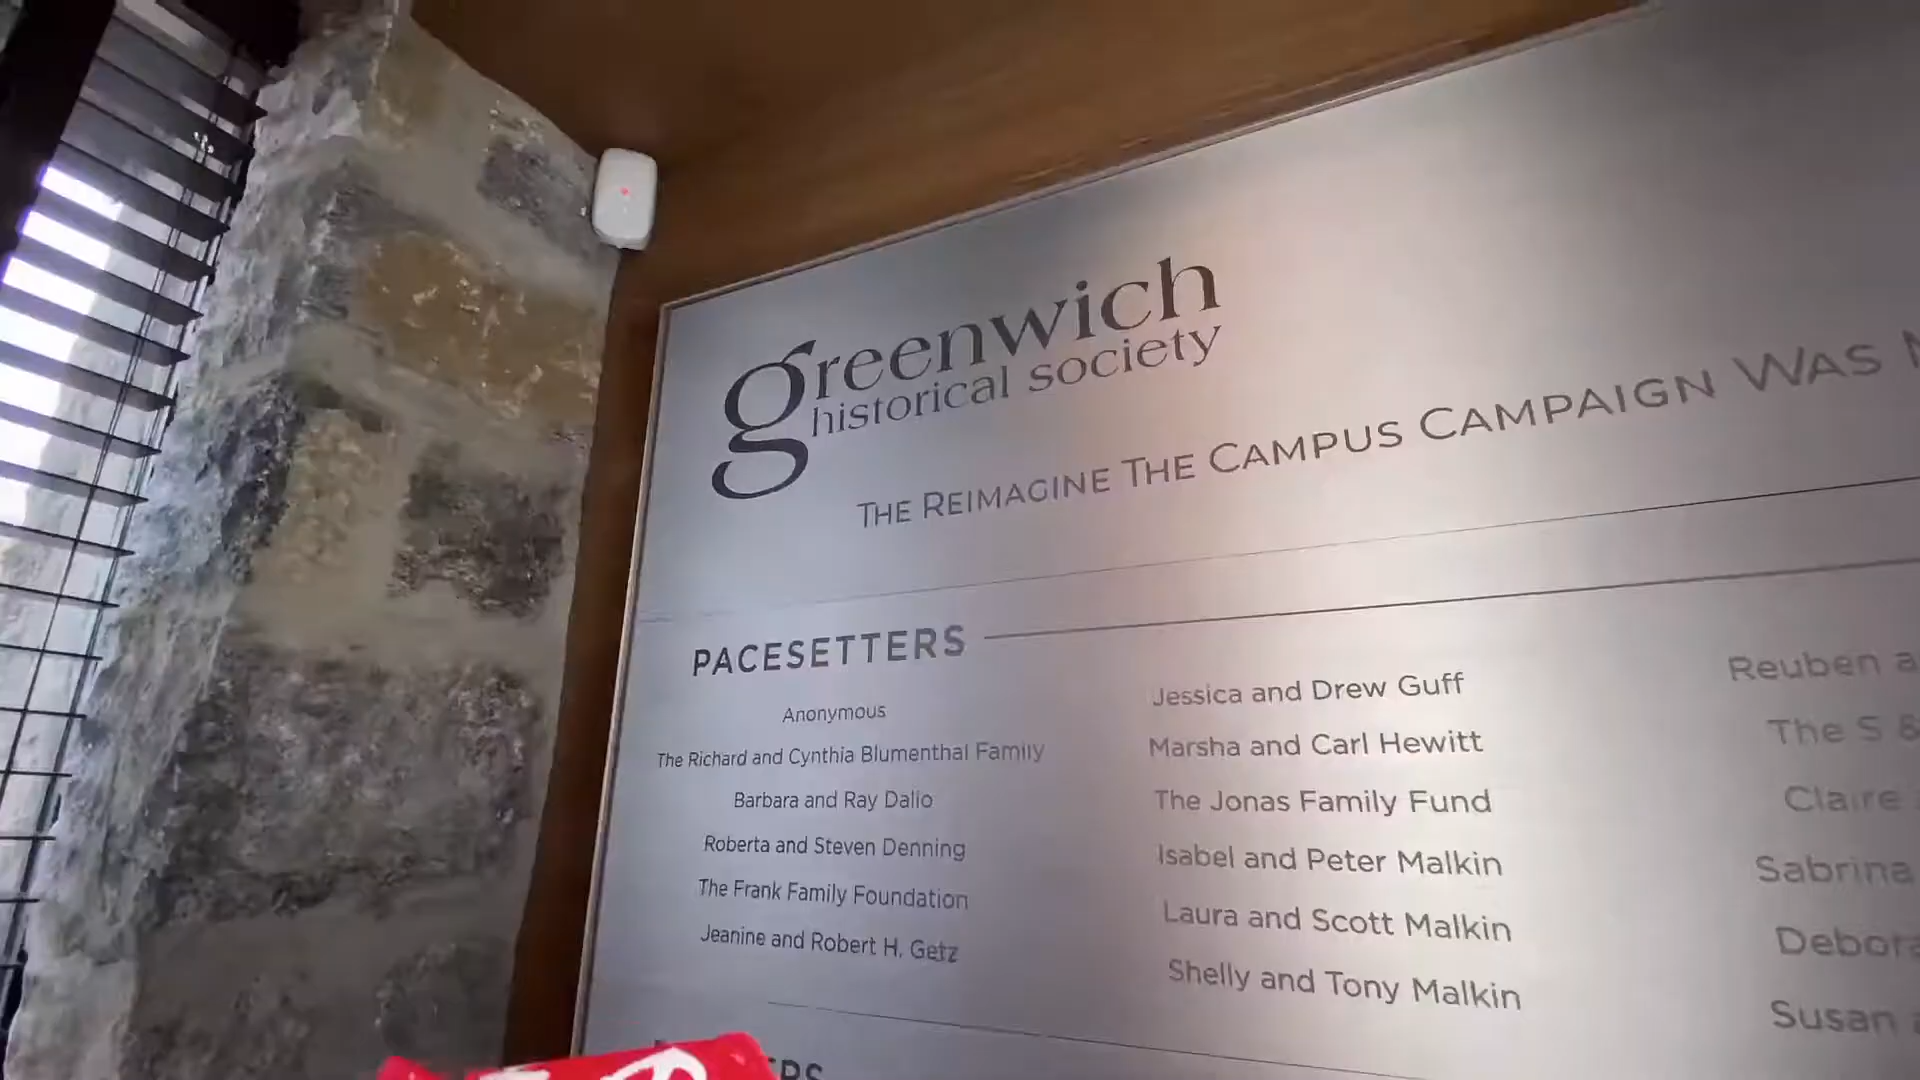 greenwich
historical society
THE REIMAGINE THE CAMPUS CAMPAIGN WAS
PACESETTERS
Anonymous
The Richard and Cynthia Blumenthal Family
Barbara and Ray Dalio
Roberta and Steven Denning
The Frank Family Foundation
Jeanine and Robert H. Getz
Jessica and Drew Guff
Marsha and Carl Hewitt
The Jonas Family Fund
Isabel and Peter Malkin
Laura and Scott Malkin
Shelly and Tony Malkin
Reuben a
The S &
Claire
Sabrina
Debora
Susan